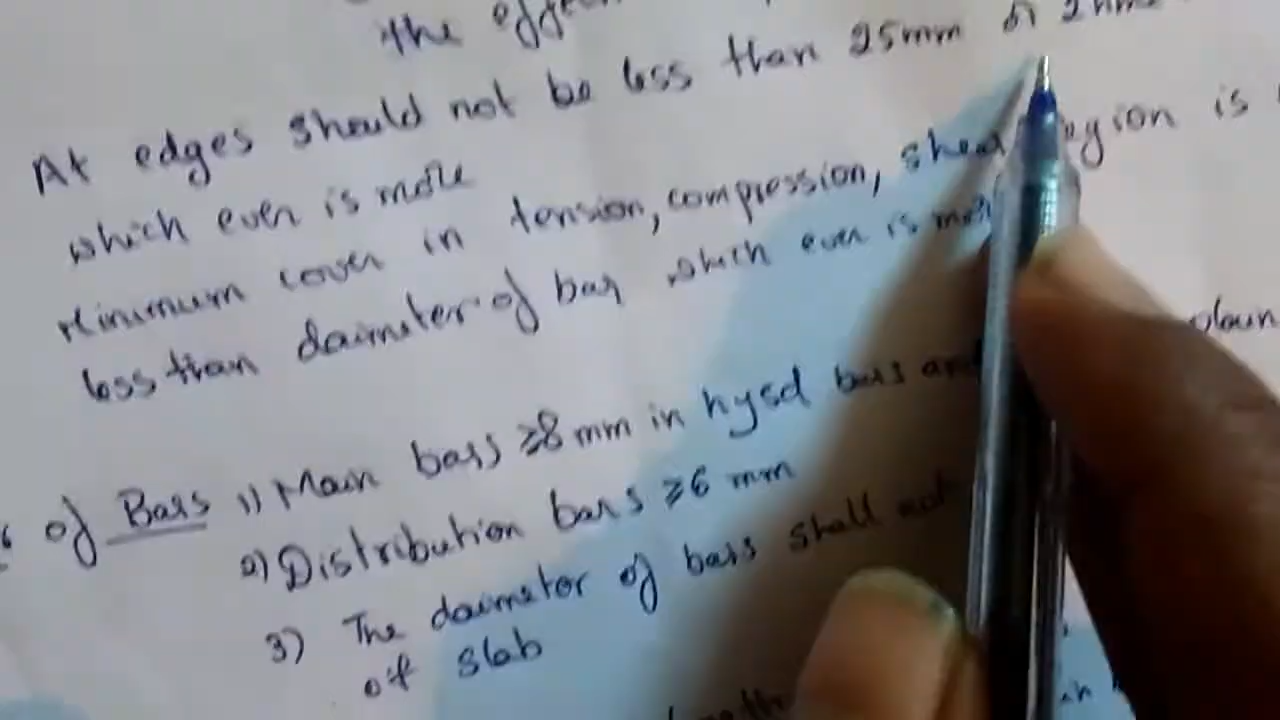 the
At edges should not be less than 25mm or
which ever is more
Minimum cover in tension, compression, shear region is
less than daimeter of bar which ever is more
of Bars 1) Main bars ≥8 mm in hysd bars and
2) Distribution bars ≥6 mm
3) The daimeter of bars shall not
of slab